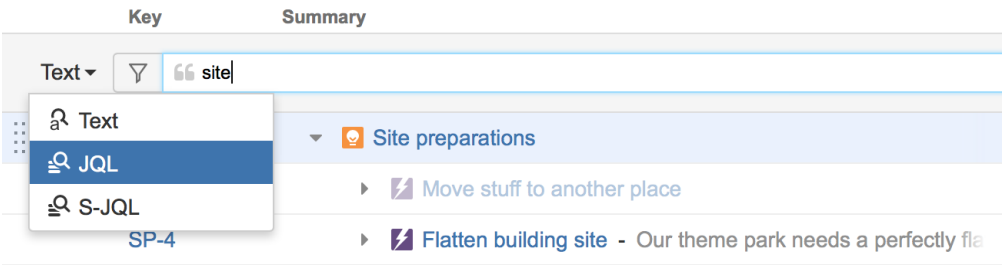 Key Summary
Text site
Text
JQL
S-JQL
Site preparations
Move stuff to another place
SP-4 Flatten building site - Our theme park needs a perfectly